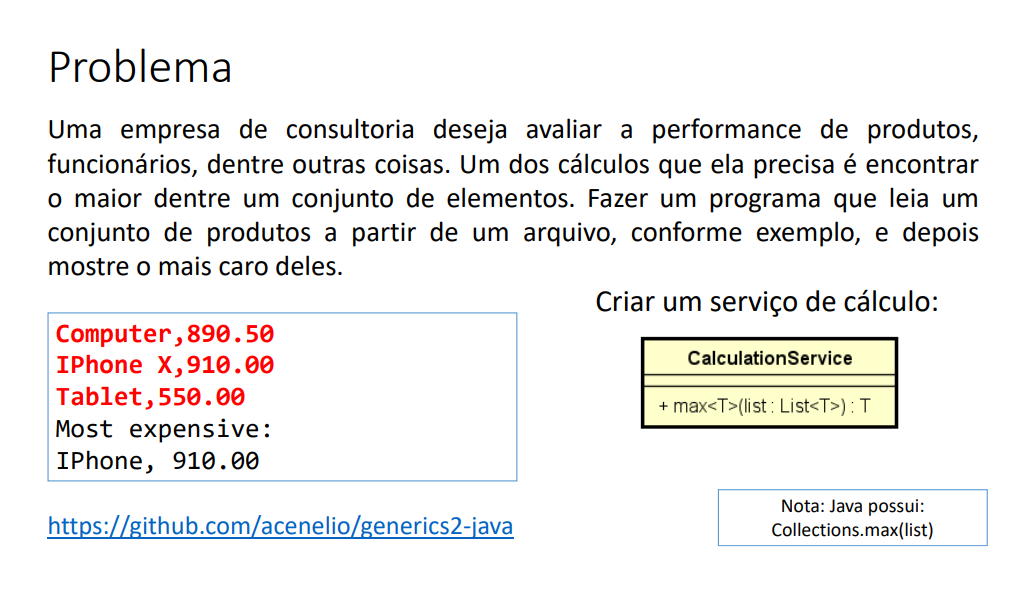 Problema
Uma empresa de consultoria deseja avaliar a performance de produtos,
funcionários, dentre outras coisas. Um dos cálculos que ela precisa é encontrar
o maior dentre um conjunto de elementos. Fazer um programa que leia um
conjunto de produtos a partir de um arquivo, conforme exemplo, e depois
mostre o mais caro deles.
Computer,890.50
IPhone X,910.00
Tablet,550.00
Most expensive:
IPhone, 910.00
https://github.com/acenelio/generics2-java
Criar um serviço de cálculo:
CalculationService
+ max<T>(list : List<T>) : T
Nota: Java possui:
Collections.max(list)